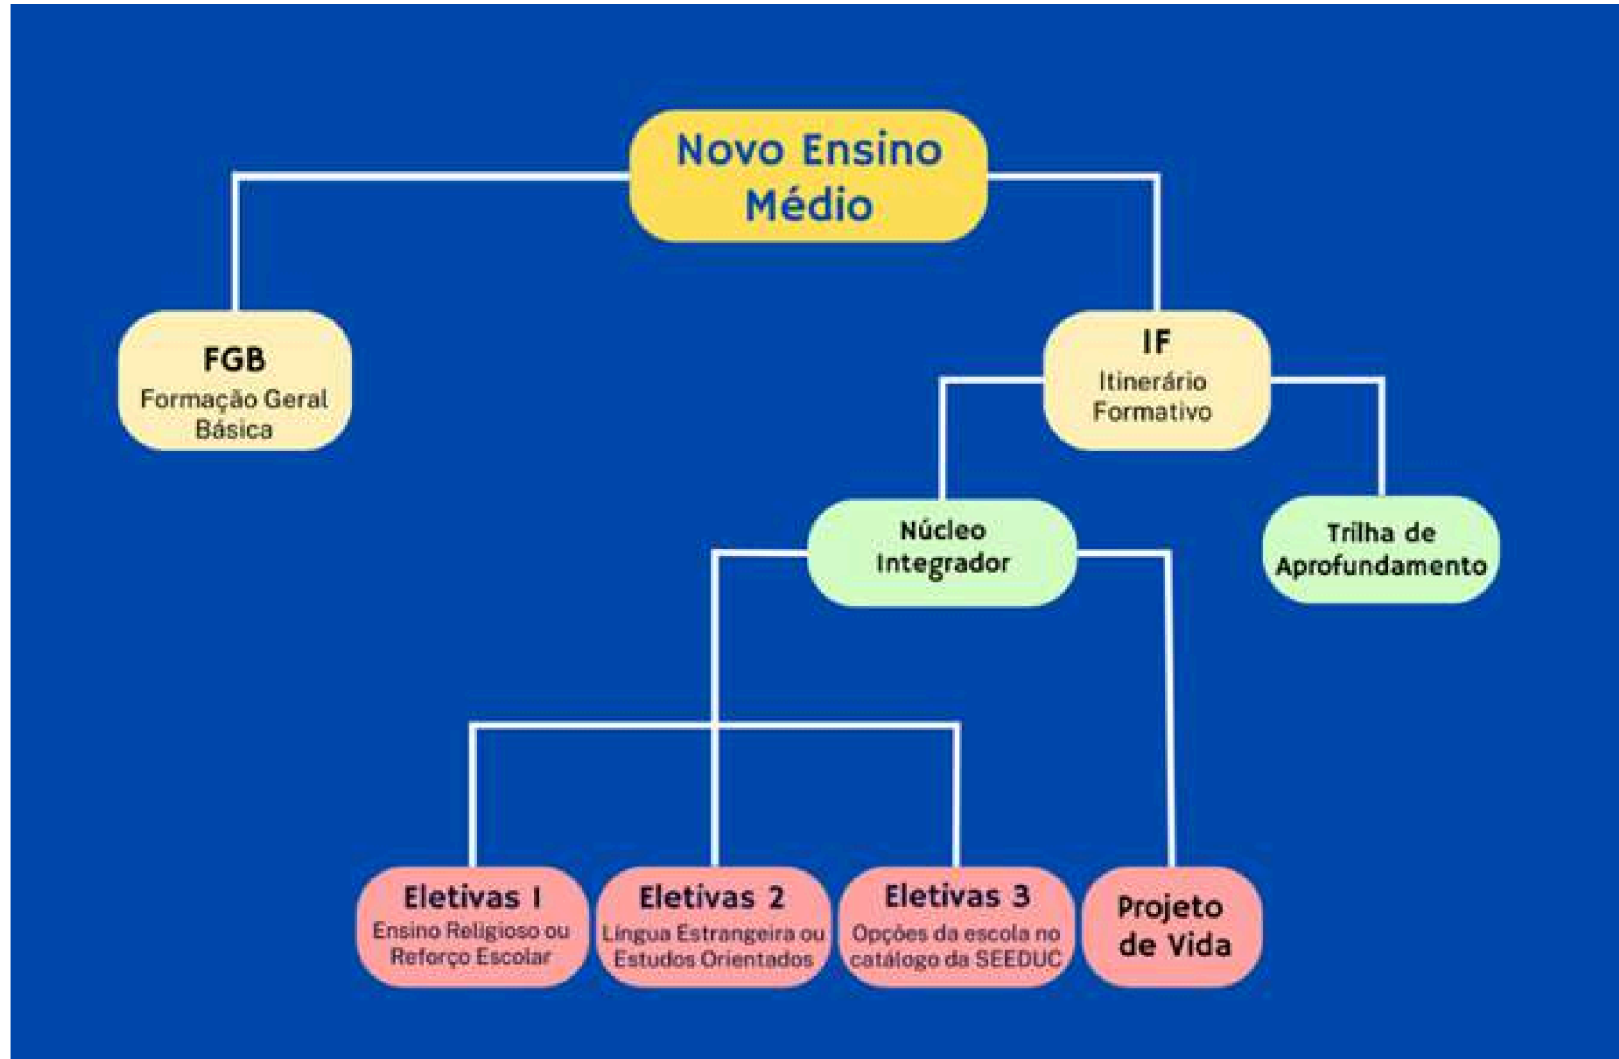 Novo Ensino
Médio
FGB
Formação Geral
Básica
IF
Itinerário
Formativo
Núcleo
Integrador
Trilha de
Aprofundamento
Eletivas 1
Ensino Religioso ou
Reforço Escolar
Eletivas 2
Língua Estrangeira ou
Estudos Orientados
Eletivas 3
Opções da escola no
catálogo da SEEDUC
Projeto
de Vida